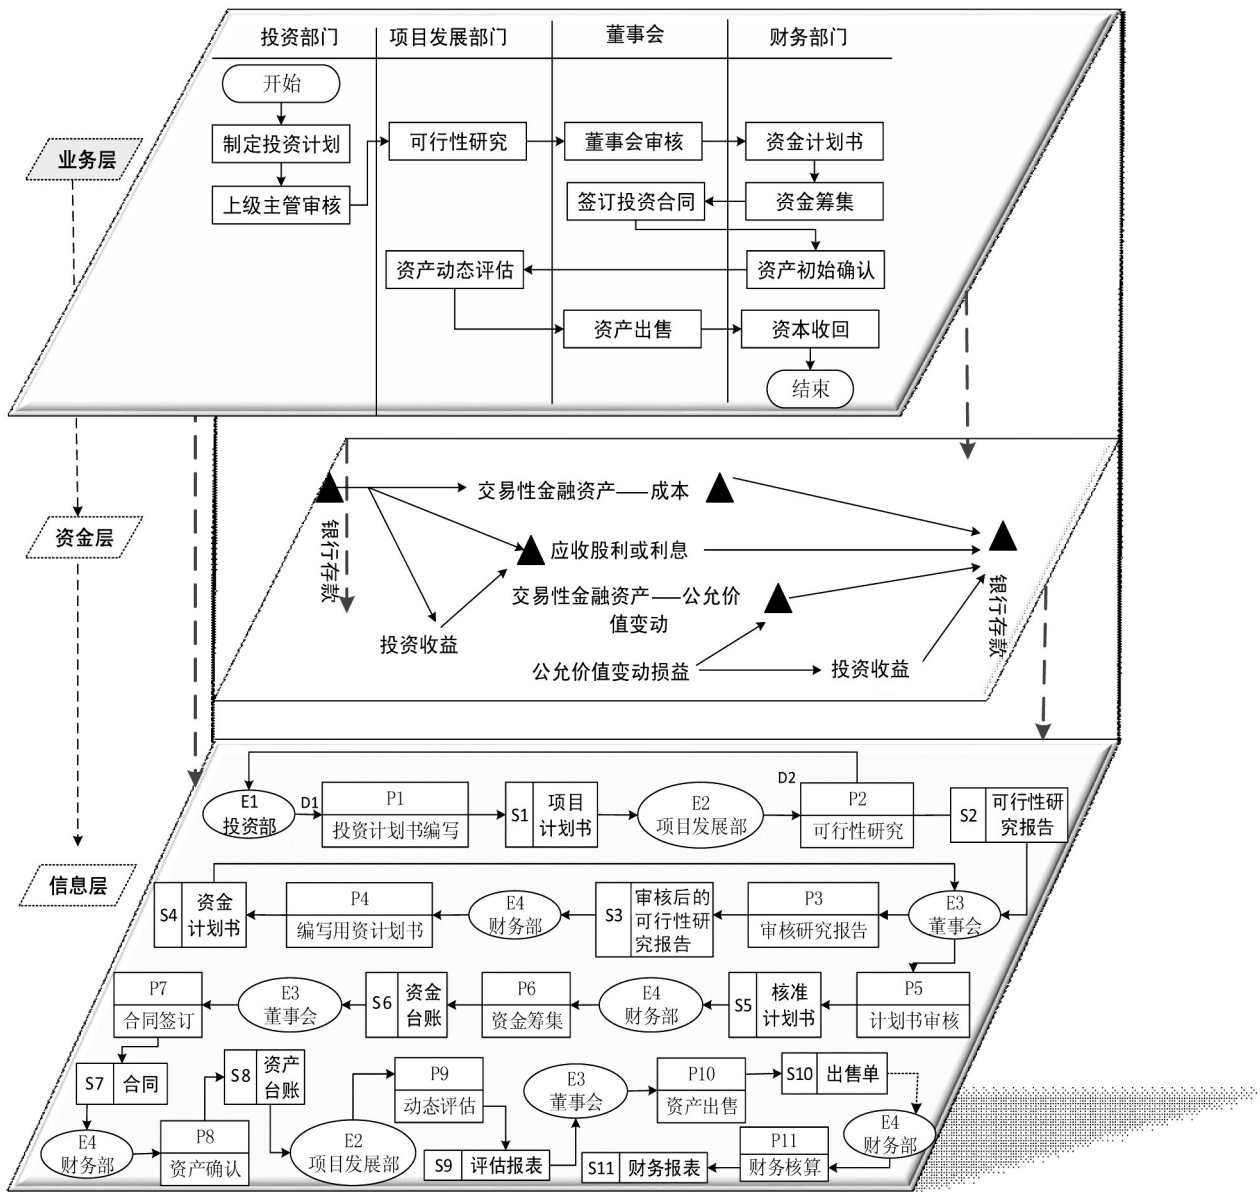 投资部门
项目发展部门
董事会
财务部门
开始
制定投资计划
可行性研究
董事会审核
资金计划书
业务层
上级主管审核
签订投资合同
资金筹集
资产动态评估
资产初始确认
资产出售
资本收回
结束
资金层
银行存款
交易性金融资产——成本
应收股利或利息
交易性金融资产——公允价
值变动
投资收益
公允价值变动损益
投资收益
银行存款
信息层
E1
投资部
D1
P1
投资计划书编写
S1
项目
计划书
E2
项目发展部
D2
P2
可行性研究
S2
可行性研
究报告
S4
资金
计划书
P4
编写用资计划书
E4
财务部
S3
审核后的
可行性研
究报告
P3
审核研究报告
E3
董事会
P7
合同签订
E3
董事会
S6
资金
台账
P6
资金筹集
E4
财务部
S5
核准
计划书
P5
计划书审核
S7
合同
S8
资产
台账
P9
动态评估
E3
董事会
P10
资产出售
S10
出售单
E4
财务部
P8
资产确认
E2
项目发展部
S9
评估报表
S11
财务报表
P11
财务核算
E4
财务部